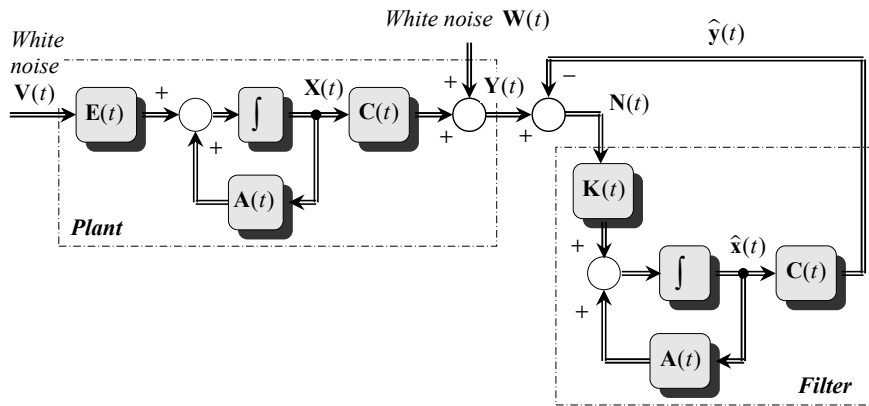 White noise W(t)
ŷ(t)
White
noise
V(t)
E(t)
+
+
∫
X(t)
C(t)
+
+
Y(t)
+
−
N(t)
A(t)
Plant
K(t)
+
+
∫
x̂(t)
C(t)
A(t)
Filter